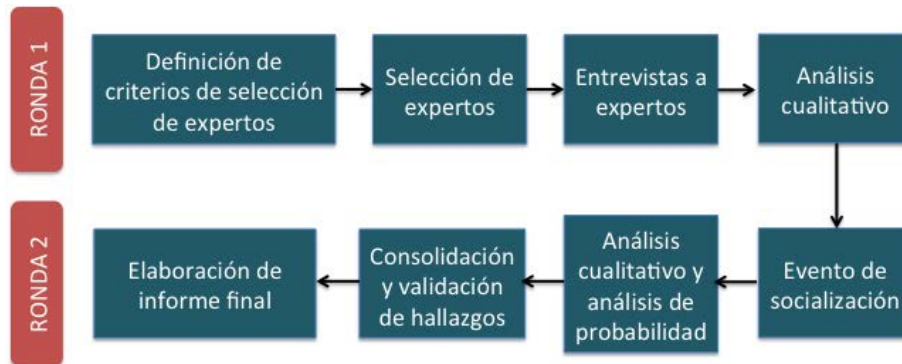 RONDA 1
Definición de
criterios de selección
de expertos
Selección de
expertos
Entrevistas a
expertos
Análisis
cualitativo
RONDA 2
Elaboración de
informe final
Consolidación
y validación
de hallazgos
Análisis
cualitativo y
análisis de
probabilidad
Evento de
socialización